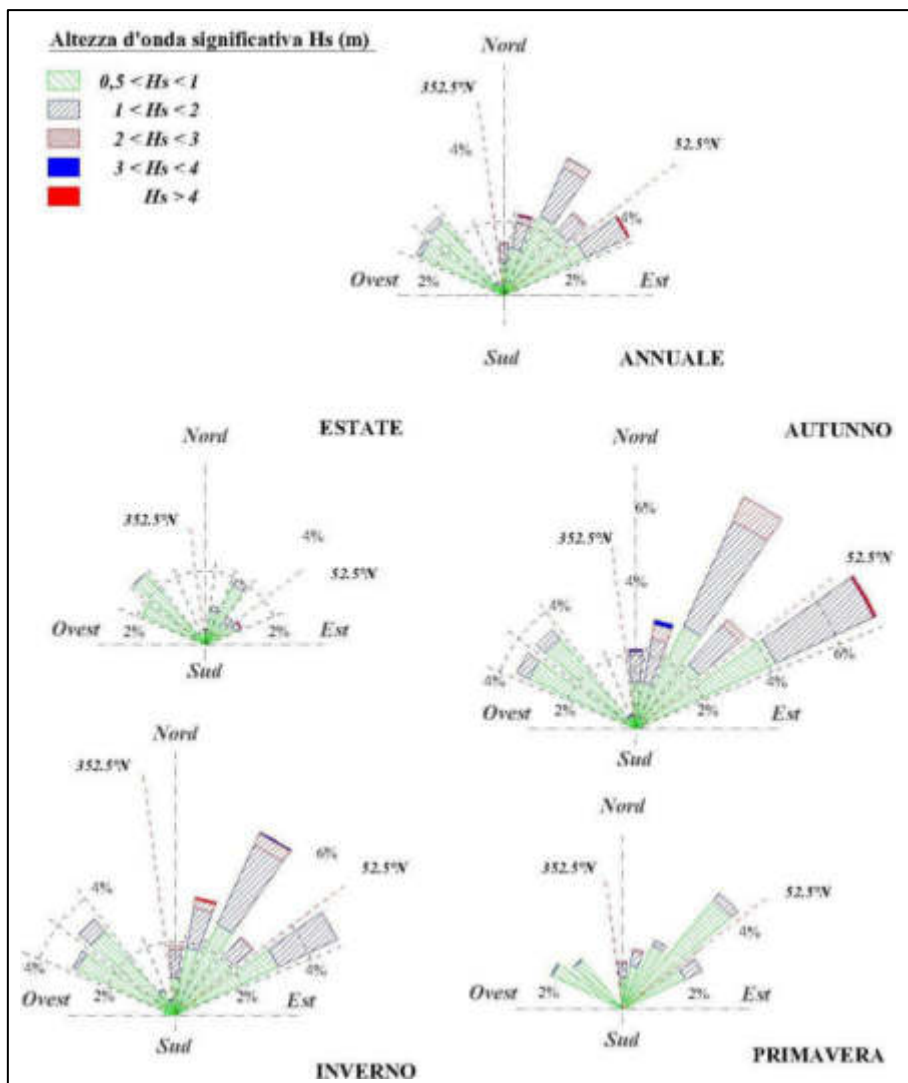 Altezza d'onda significativa Hs (m)
0,5 < Hs < 1
1 < Hs < 2
2 < Hs < 3
3 < Hs < 4
Hs > 4
Nord
352.5°N
52.5°N
4%
4%
Ovest
2%
2%
Est
Sud
ANNUALE
ESTATE
Nord
352.5°N
4%
52.5°N
Ovest
2%
2%
Est
Sud
AUTUNNO
Nord
6%
352.5°N
52.5°N
4%
4%
6%
4%
4%
Ovest
2%
2%
Est
Sud
Nord
352.5°N
6%
52.5°N
4%
4%
4%
Ovest
2%
2%
Est
Sud
INVERNO
Nord
352.5°N
52.5°N
4%
Ovest
2%
2%
Est
Sud
PRIMAVERA